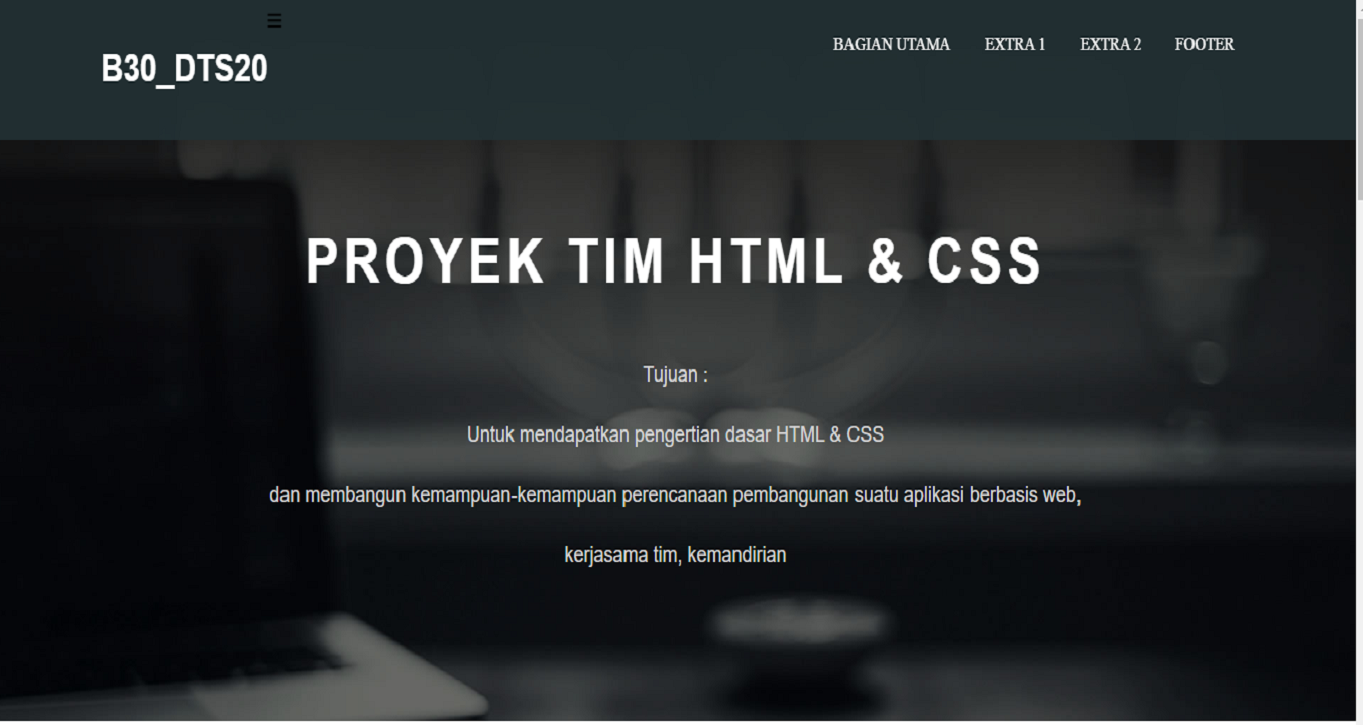 B30_DTS20
BAGIAN UTAMA EXTRA 1 EXTRA 2 FOOTER
PROYEK TIM HTML & CSS
Tujuan :
Untuk mendapatkan pengertian dasar HTML & CSS
dan membangun kemampuan-kemampuan perencanaan pembangunan suatu aplikasi berbasis web,
kerjasama tim, kemandirian